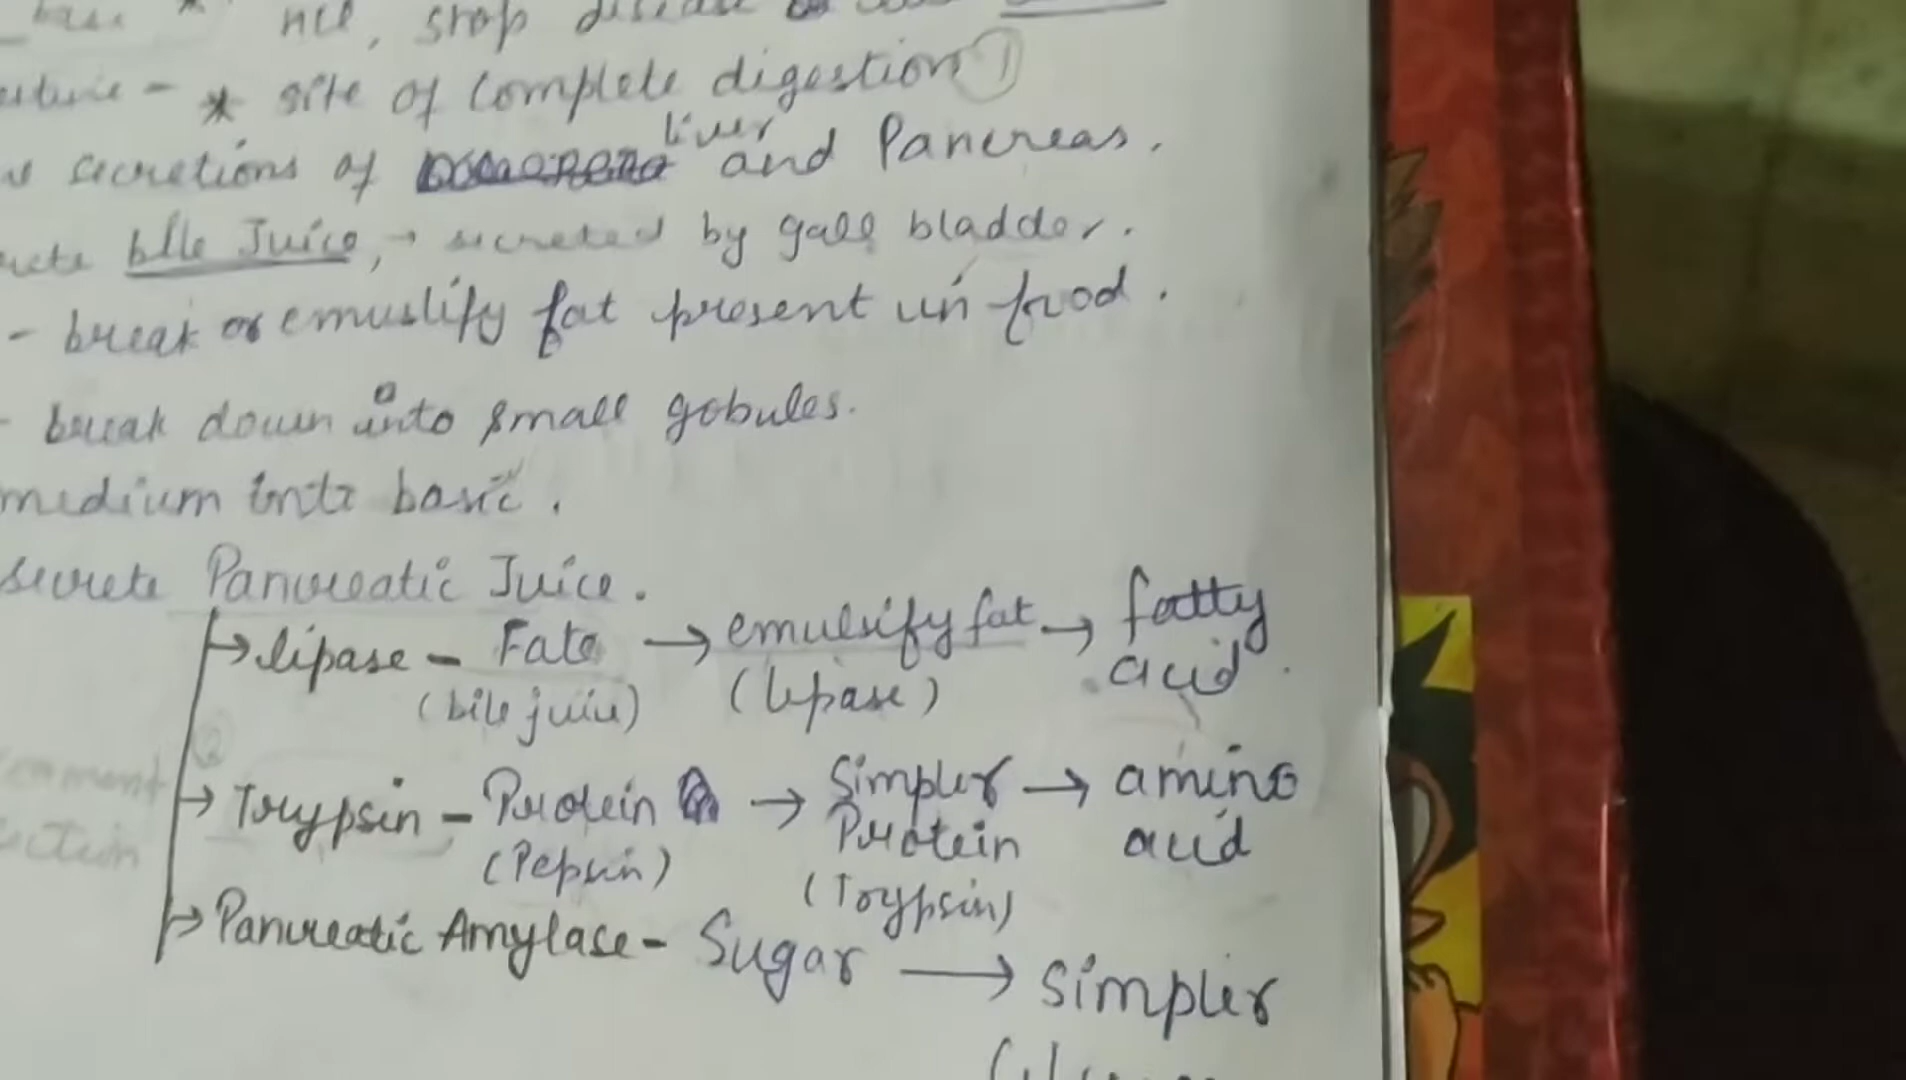 HCl, stop
* site of complete digestion ①
secretions of liver and Pancreas.
bile Juice, → secreted by gall bladder.
- break or emuslify fat present in food.
- break down into small gobules.
medium into basic.
secrete Pancreatic Juice.
→ lipase - Fats → emulsify fat → fatty acid.
(bile juice) (lipase)
②
→ Trypsin - Protein → Simpler Protein → amino acid
(Pepsin) (Trypsin)
→ Pancreatic Amylase - Sugar → Simpler